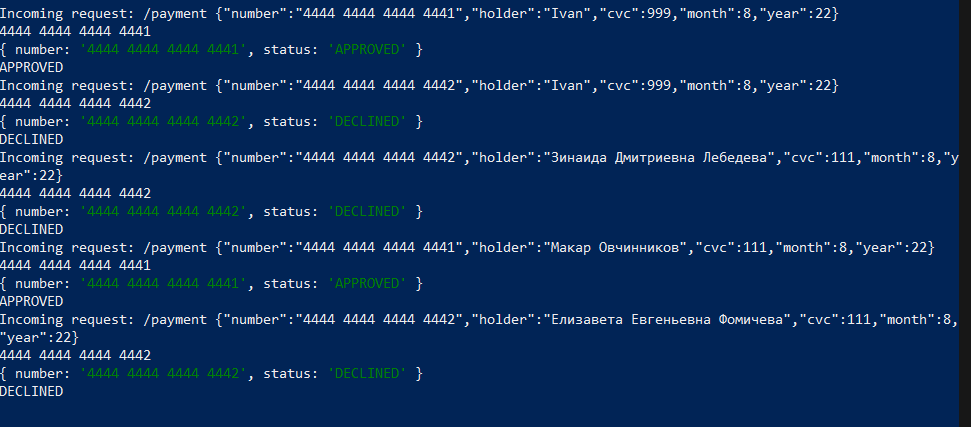 Incoming request: /payment {"number":"4444 4444 4444 4441","holder":"Ivan","cvc":999,"month":8,"year":22}
4444 4444 4444 4441
{ number: '4444 4444 4444 4441', status: 'APPROVED' }
APPROVED
Incoming request: /payment {"number":"4444 4444 4444 4442","holder":"Ivan","cvc":999,"month":8,"year":22}
4444 4444 4444 4442
{ number: '4444 4444 4444 4442', status: 'DECLINED' }
DECLINED
Incoming request: /payment {"number":"4444 4444 4444 4442","holder":"Зинаида Дмитриевна Лебедева","cvc":111,"month":8,"y
ear":22}
4444 4444 4444 4442
{ number: '4444 4444 4444 4442', status: 'DECLINED' }
DECLINED
Incoming request: /payment {"number":"4444 4444 4444 4441","holder":"Макар Овчинников","cvc":111,"month":8,"year":22}
4444 4444 4444 4441
{ number: '4444 4444 4444 4441', status: 'APPROVED' }
APPROVED
Incoming request: /payment {"number":"4444 4444 4444 4442","holder":"Елизавета Евгеньевна Фомичева","cvc":111,"month":8,
"year":22}
4444 4444 4444 4442
{ number: '4444 4444 4444 4442', status: 'DECLINED' }
DECLINED